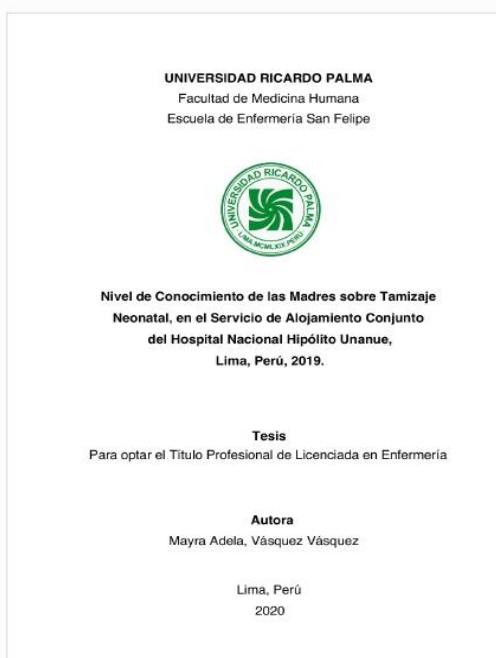 UNIVERSIDAD RICARDO PALMA
Facultad de Medicina Humana
Escuela de Enfermería San Felipe
UNIVERSIDAD RICARDO PALMA
LIMA.MCMLXIX.PERÚ
Nivel de Conocimiento de las Madres sobre Tamizaje
Neonatal, en el Servicio de Alojamiento Conjunto
del Hospital Nacional Hipólito Unanue,
Lima, Perú, 2019.
Tesis
Para optar el Título Profesional de Licenciada en Enfermería
Autora
Mayra Adela, Vásquez Vásquez
Lima, Perú
2020